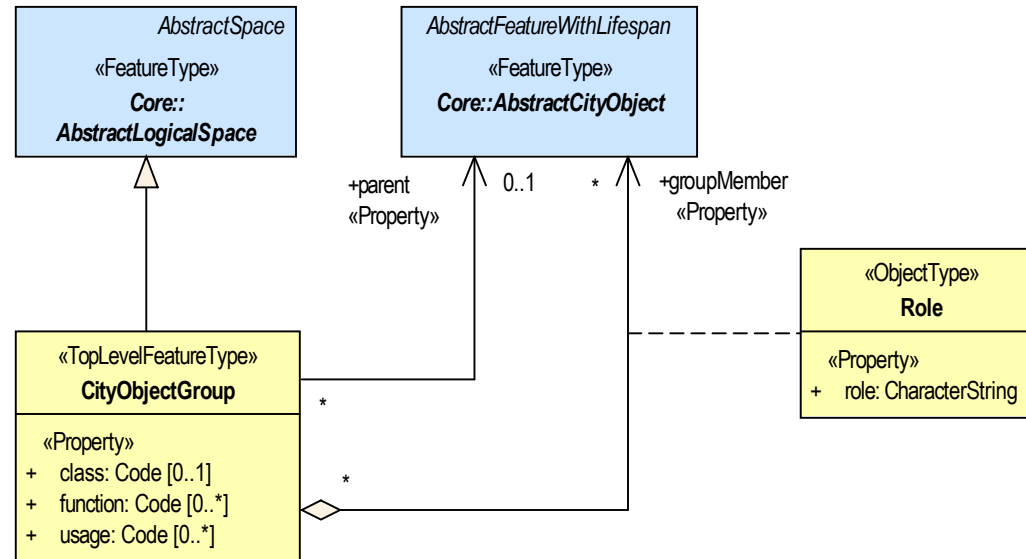 AbstractSpace
«FeatureType»
Core::
AbstractLogicalSpace
AbstractFeatureWithLifespan
«FeatureType»
Core::AbstractCityObject
+parent
«Property»
0..1
*
+groupMember
«Property»
«ObjectType»
Role
«Property»
+ role: CharacterString
«TopLevelFeatureType»
CityObjectGroup
«Property»
+ class: Code [0..1]
+ function: Code [0..*]
+ usage: Code [0..*]
*
*